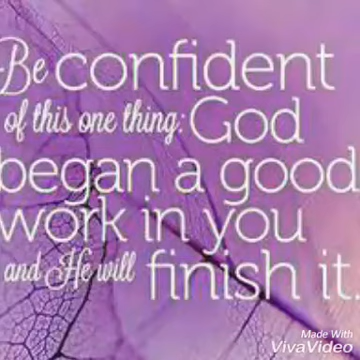 Be confident
of this one thing: God
began a good
work in you
and He will finish it.
Made With
VivaVideo